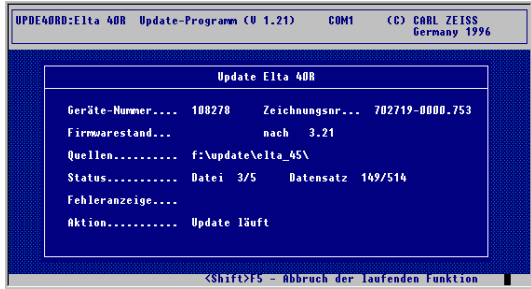 UPDE40RD:Elta 40R Update-Programm (V 1.21) COM1 (C) CARL ZEISS
Germany 1996
Update Elta 40R
Geräte-Nummer.... 108278 Zeichnungsnr... 702719-0000.753
Firmwarestand... nach 3.21
Quellen.......... f:\update\elta_45\
Status........... Datei 3/5 Datensatz 149/514
Fehleranzeige....
Aktion........... Update läuft
<Shift>F5 - Abbruch der laufenden Funktion